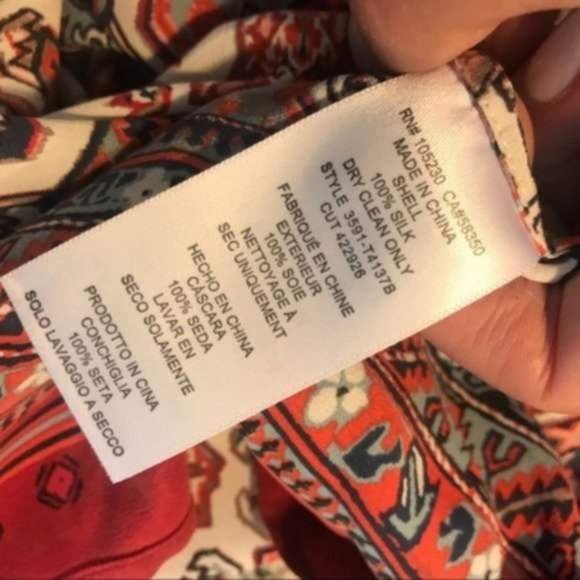 RN# 105230 CA#58350
MADE IN CHINA
SHELL
100% SILK
DRY CLEAN ONLY
STYLE 3591-T4137B
CUT 422926
FABRIQUÉ EN CHINE
EXTERIEUR
100% SOIE
NETTOYAGE À
SEC UNIQUEMENT
HECHO EN CHINA
CASCARA
100% SEDA
LAVAR EN
SECO SOLAMENTE
PRODOTTO IN CINA
CONCHIGLIA
100% SETA
SOLO LAVAGGIO A SECCO